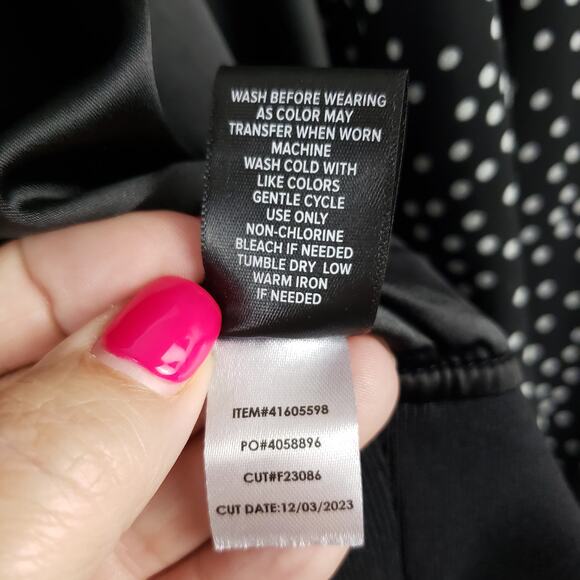 WASH BEFORE WEARING
AS COLOR MAY
TRANSFER WHEN WORN
MACHINE
WASH COLD WITH
LIKE COLORS
GENTLE CYCLE
USE ONLY
NON-CHLORINE
BLEACH IF NEEDED
TUMBLE DRY LOW
WARM IRON
IF NEEDED
ITEM#41605598
PO#4058896
CUT#F23086
CUT DATE:12/03/2023